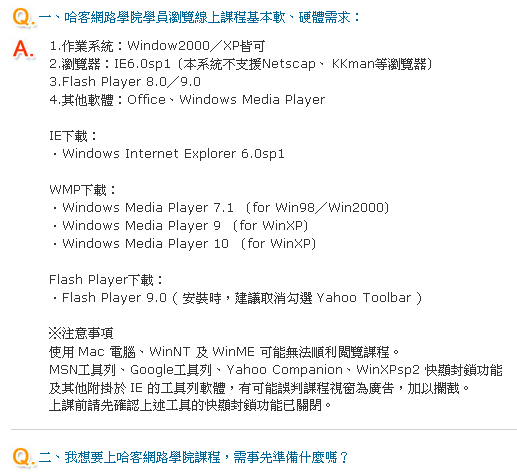 Q. 一、哈客網路學院學員瀏覽線上課程基本軟、硬體需求：
A. 1.作業系統：Window2000／XP皆可
2.瀏覽器：IE6.0sp1〔本系統不支援Netscap、KKman等瀏覽器〕
3.Flash Player 8.0／9.0
4.其他軟體：Office、Windows Media Player
IE下載：
．Windows Internet Explorer 6.0sp1
WMP下載：
．Windows Media Player 7.1 〔for Win98／Win2000〕
．Windows Media Player 9 〔for WinXP〕
．Windows Media Player 10 〔for WinXP〕
Flash Player下載：
．Flash Player 9.0 ( 安裝時，建議取消勾選 Yahoo Toolbar )
※注意事項
使用 Mac 電腦、WinNT 及 WinME 可能無法順利閱覽課程。
MSN工具列、Google工具列、Yahoo Companion、WinXPsp2 快顯封鎖功能
及其他附掛於 IE 的工具列軟體，有可能誤判課程視窗為廣告，加以攔截。
上課前請先確認上述工具的快顯封鎖功能已關閉。
Q. 二、我想要上哈客網路學院課程，需事先準備什麼嗎？